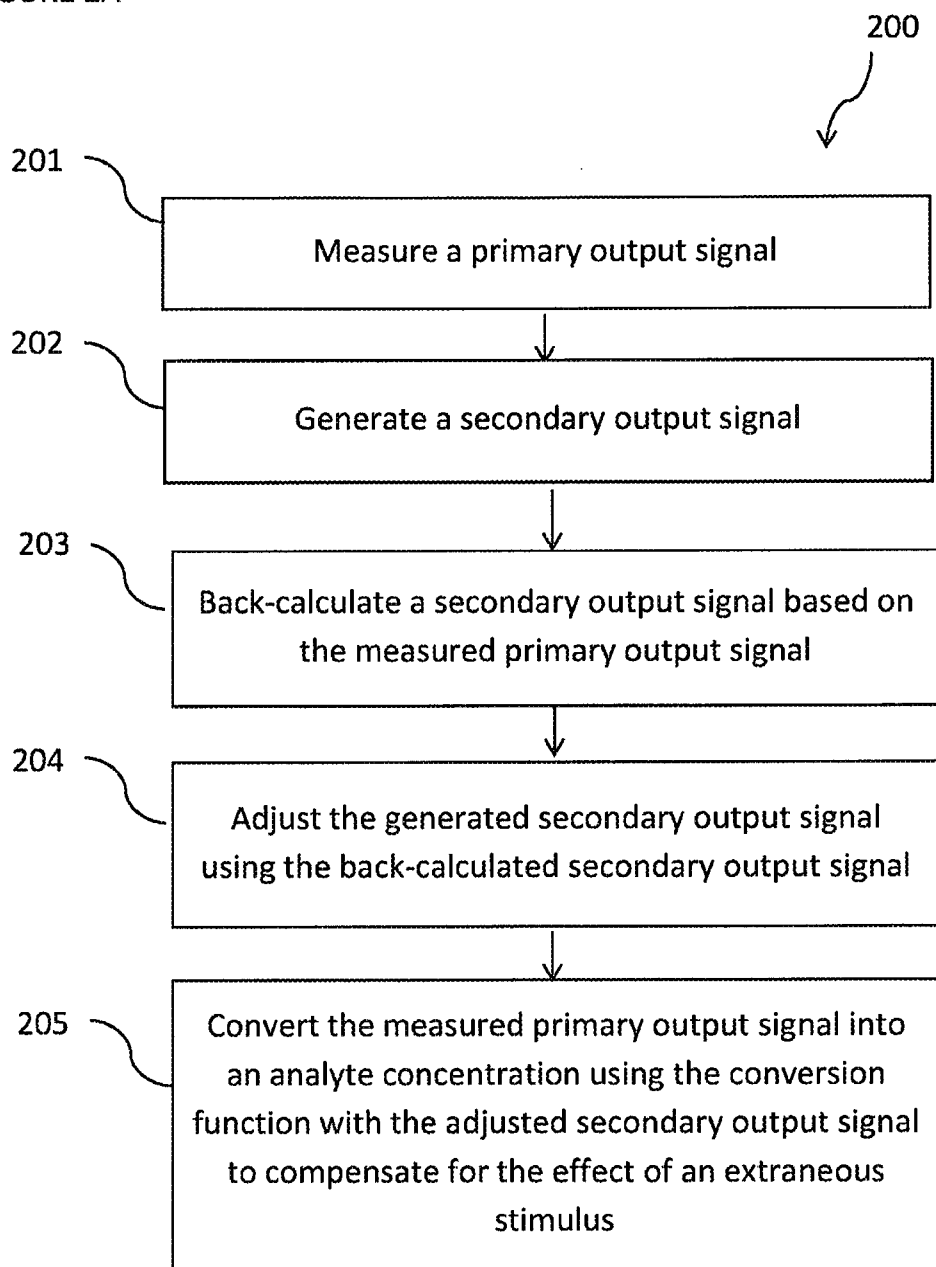 200
201
Measure a primary output signal
202
Generate a secondary output signal
203
Back-calculate a secondary output signal based on
the measured primary output signal
204
Adjust the generated secondary output signal
using the back-calculated secondary output signal
205
Convert the measured primary output signal into
an analyte concentration using the conversion
function with the adjusted secondary output signal
to compensate for the effect of an extraneous
stimulus